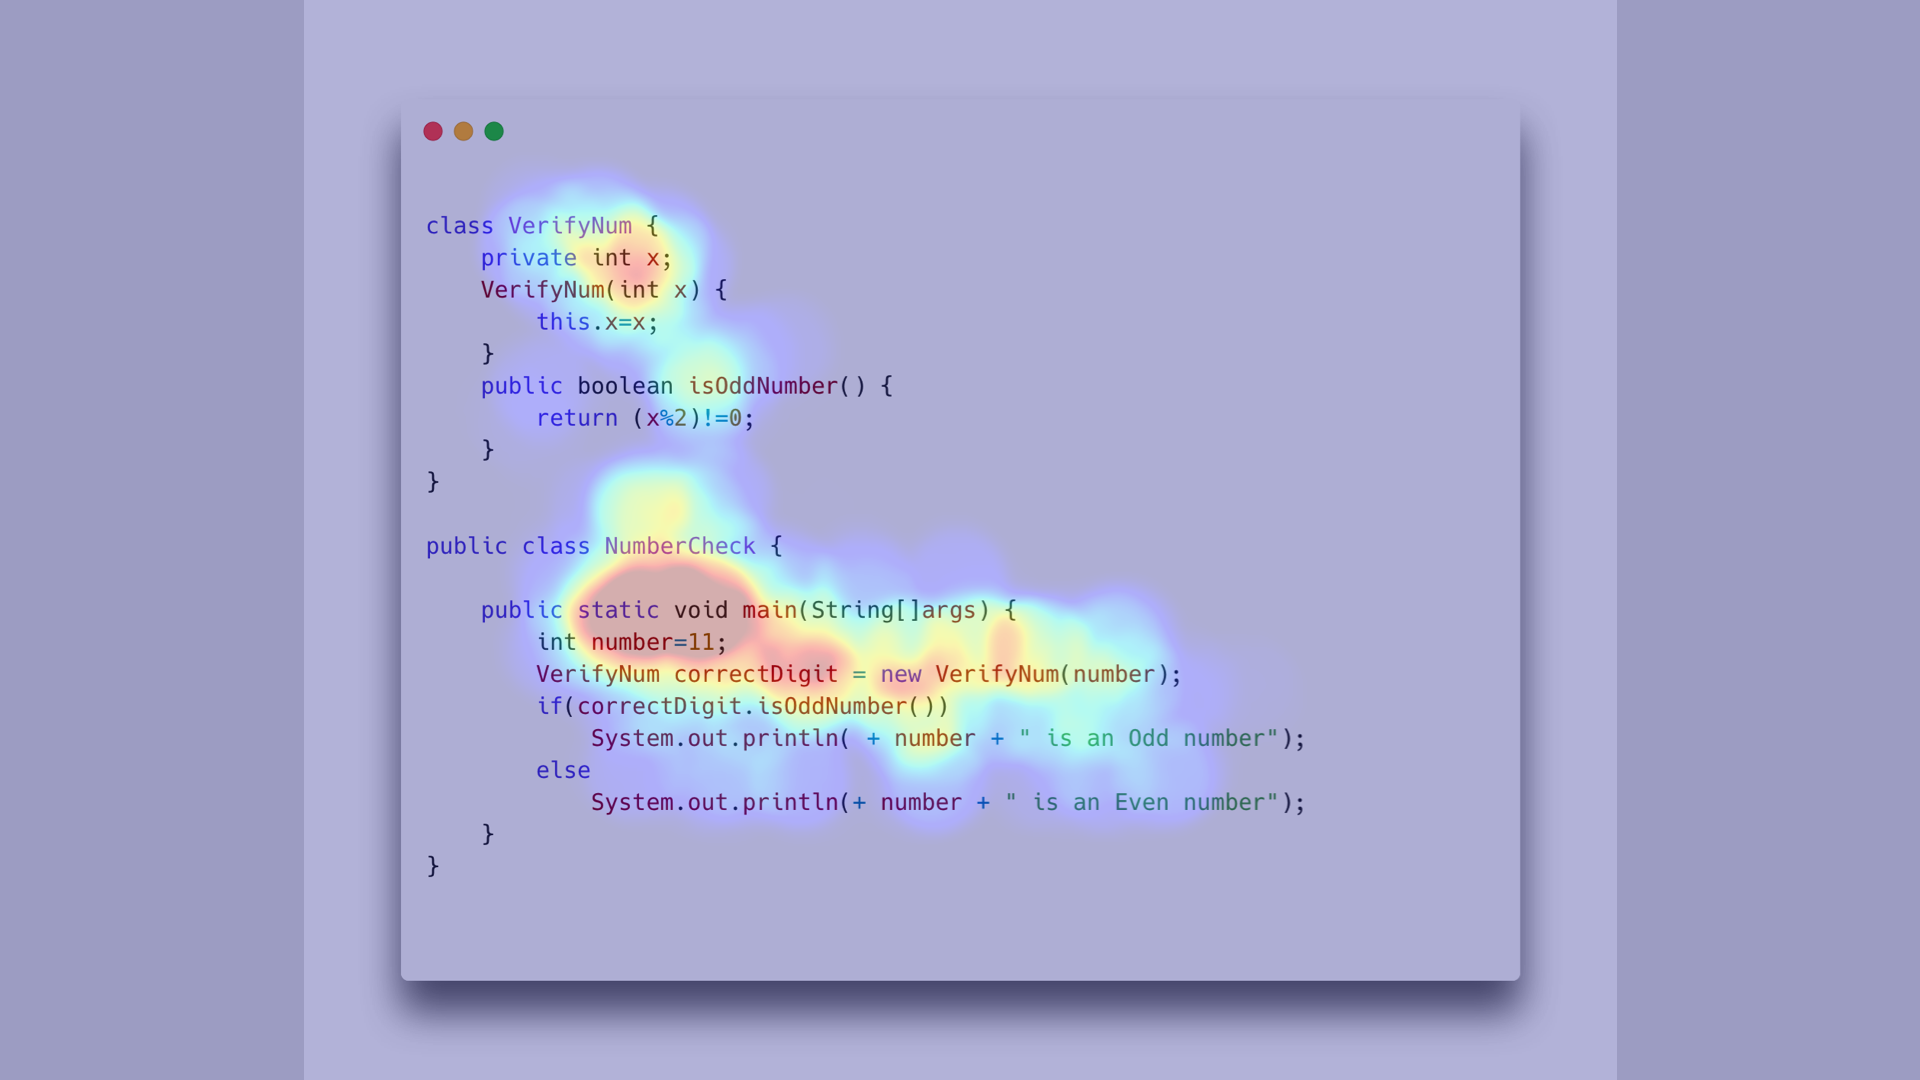 class VerifyNum {
    private int x;
    VerifyNum(int x) {
        this.x=x;
    }
    public boolean isOddNumber() {
        return (x%2)!=0;
    }
}

public class NumberCheck {

    public static void main(String[]args) {
        int number=11;
        VerifyNum correctDigit = new VerifyNum(number);
        if(correctDigit.isOddNumber())
            System.out.println( + number + " is an Odd number");
        else
            System.out.println(+ number + " is an Even number");
    }
}